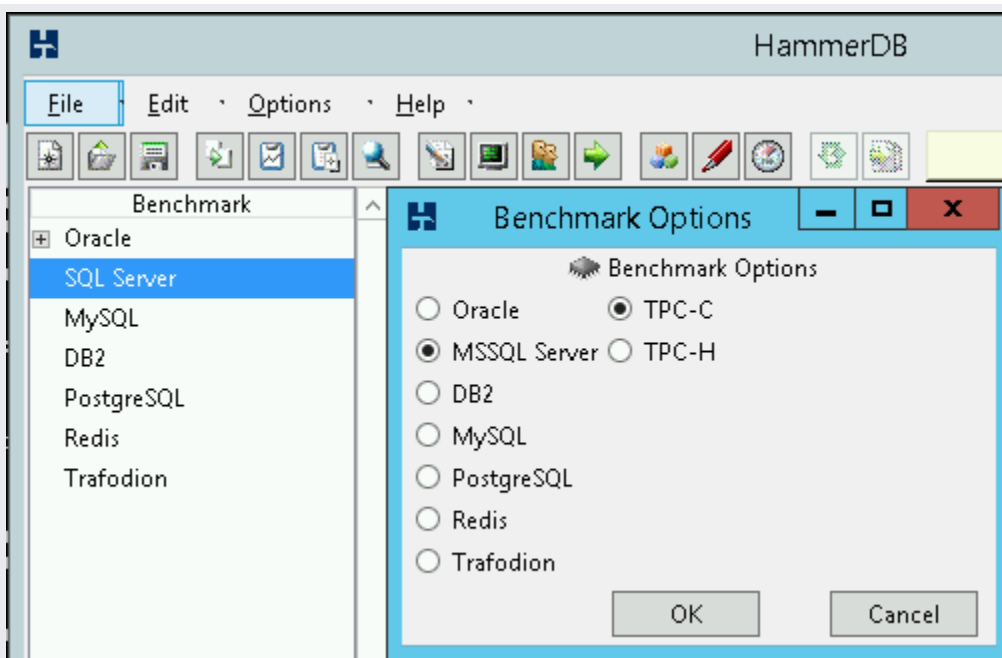 HammerDB
File Edit Options Help
Benchmark
Oracle
SQL Server
MySQL
DB2
PostgreSQL
Redis
Trafodion
Benchmark Options
Benchmark Options
Oracle TPC-C
MSSQL Server TPC-H
DB2
MySQL
PostgreSQL
Redis
Trafodion
OK Cancel